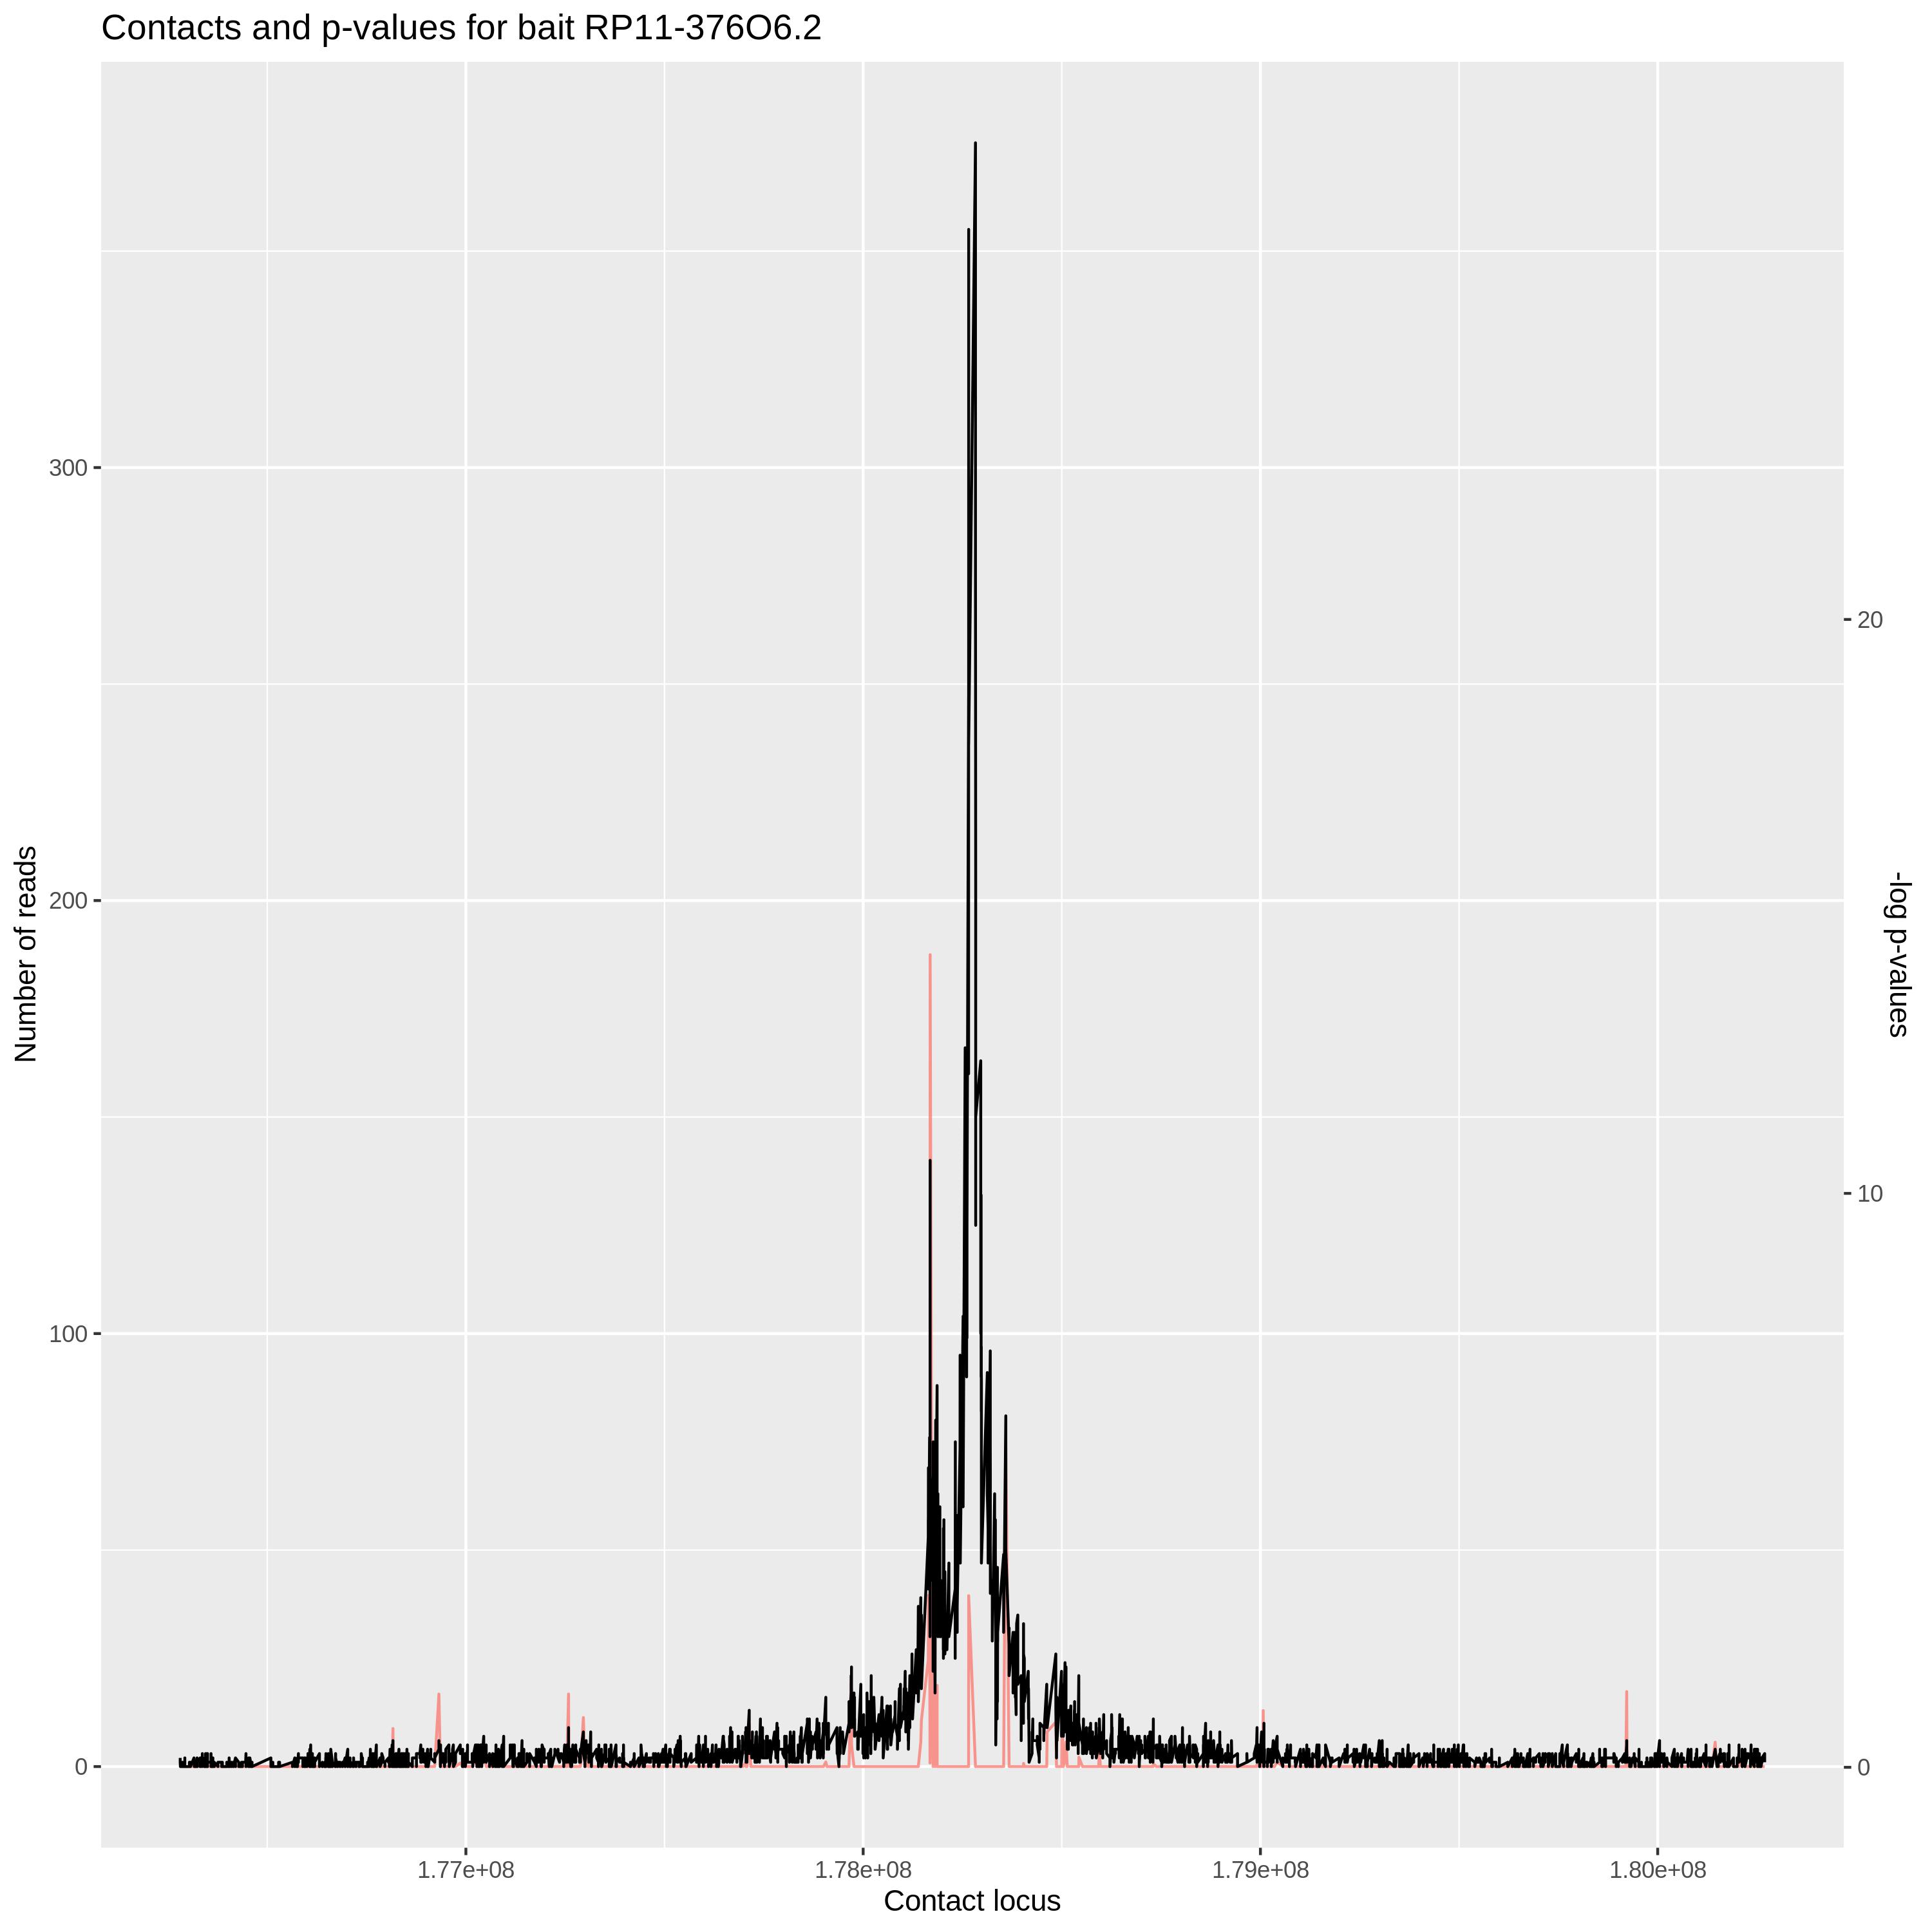 Contacts and p-values for bait RP11-376O6.2
Number of reads
300
200
100
0
20
10
0
-log p-values
1.77e+08
1.78e+08
1.79e+08
1.80e+08
Contact locus